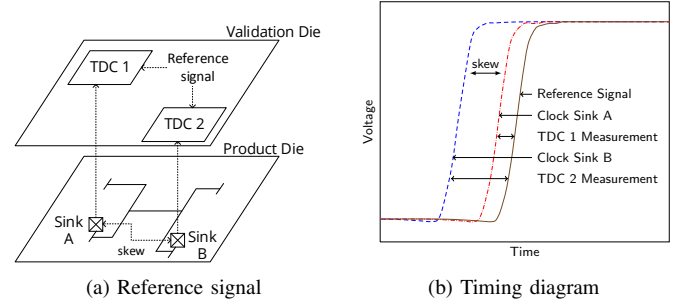 Validation Die
TDC 1
Reference
signal
TDC 2
Product Die
Sink
A
skew
Sink
B
(a) Reference signal
Voltage
skew
Reference Signal
Clock Sink A
TDC 1 Measurement
Clock Sink B
TDC 2 Measurement
Time
(b) Timing diagram